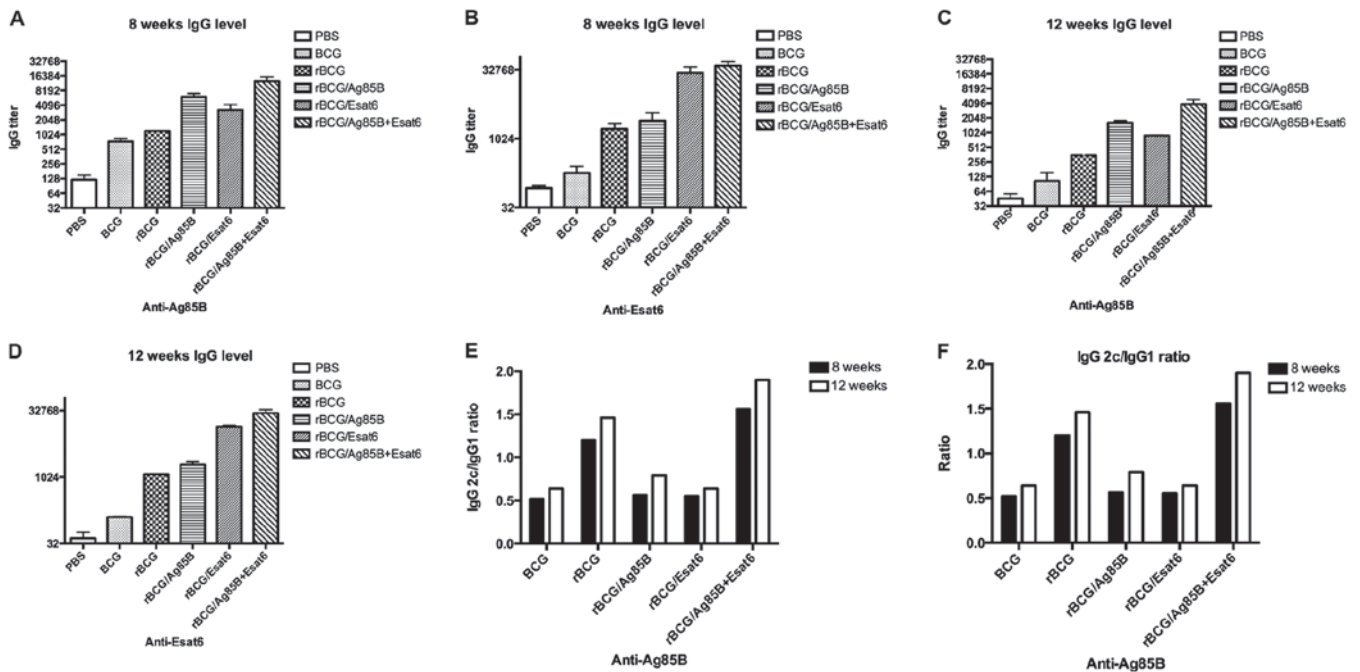 A
8 weeks IgG level
IgG titer
32768
16384
8192
4096
2048
1024
512
256
128
64
32
PBS
BCG
rBCG
rBCG/Ag85B
rBCG/Esat6
rBCG/Ag85B+Esat6
PBS
BCG
rBCG
rBCG/Ag85B
rBCG/Esat6
rBCG/Ag85B+Esat6
Anti-Ag85B
B
8 weeks IgG level
IgG titer
32768
1024
32
PBS
BCG
rBCG
rBCG/Ag85B
rBCG/Esat6
rBCG/Ag85B+Esat6
PBS
BCG
rBCG
rBCG/Ag85B
rBCG/Esat6
rBCG/Ag85B+Esat6
Anti-Esat6
C
12 weeks IgG level
IgG titer
32768
16384
8192
4096
2048
1024
512
256
128
64
32
PBS
BCG
rBCG
rBCG/Ag85B
rBCG/Esat6
rBCG/Ag85B+Esat6
PBS
BCG
rBCG
rBCG/Ag85B
rBCG/Esat6
rBCG/Ag85B+Esat6
Anti-Ag85B
D
12 weeks IgG level
IgG titer
32768
1024
32
PBS
BCG
rBCG
rBCG/Ag85B
rBCG/Esat6
rBCG/Ag85B+Esat6
PBS
BCG
rBCG
rBCG/Ag85B
rBCG/Esat6
rBCG/Ag85B+Esat6
Anti-Esat6
E
IgG 2c/IgG1 ratio
2.0
1.5
1.0
0.5
0.0
8 weeks
12 weeks
BCG
rBCG
rBCG/Ag85B
rBCG/Esat6
rBCG/Ag85B+Esat6
Anti-Ag85B
F
IgG 2c/IgG1 ratio
Ratio
2.0
1.5
1.0
0.5
0.0
8 weeks
12 weeks
BCG
rBCG
rBCG/Ag85B
rBCG/Esat6
rBCG/Ag85B+Esat6
Anti-Ag85B